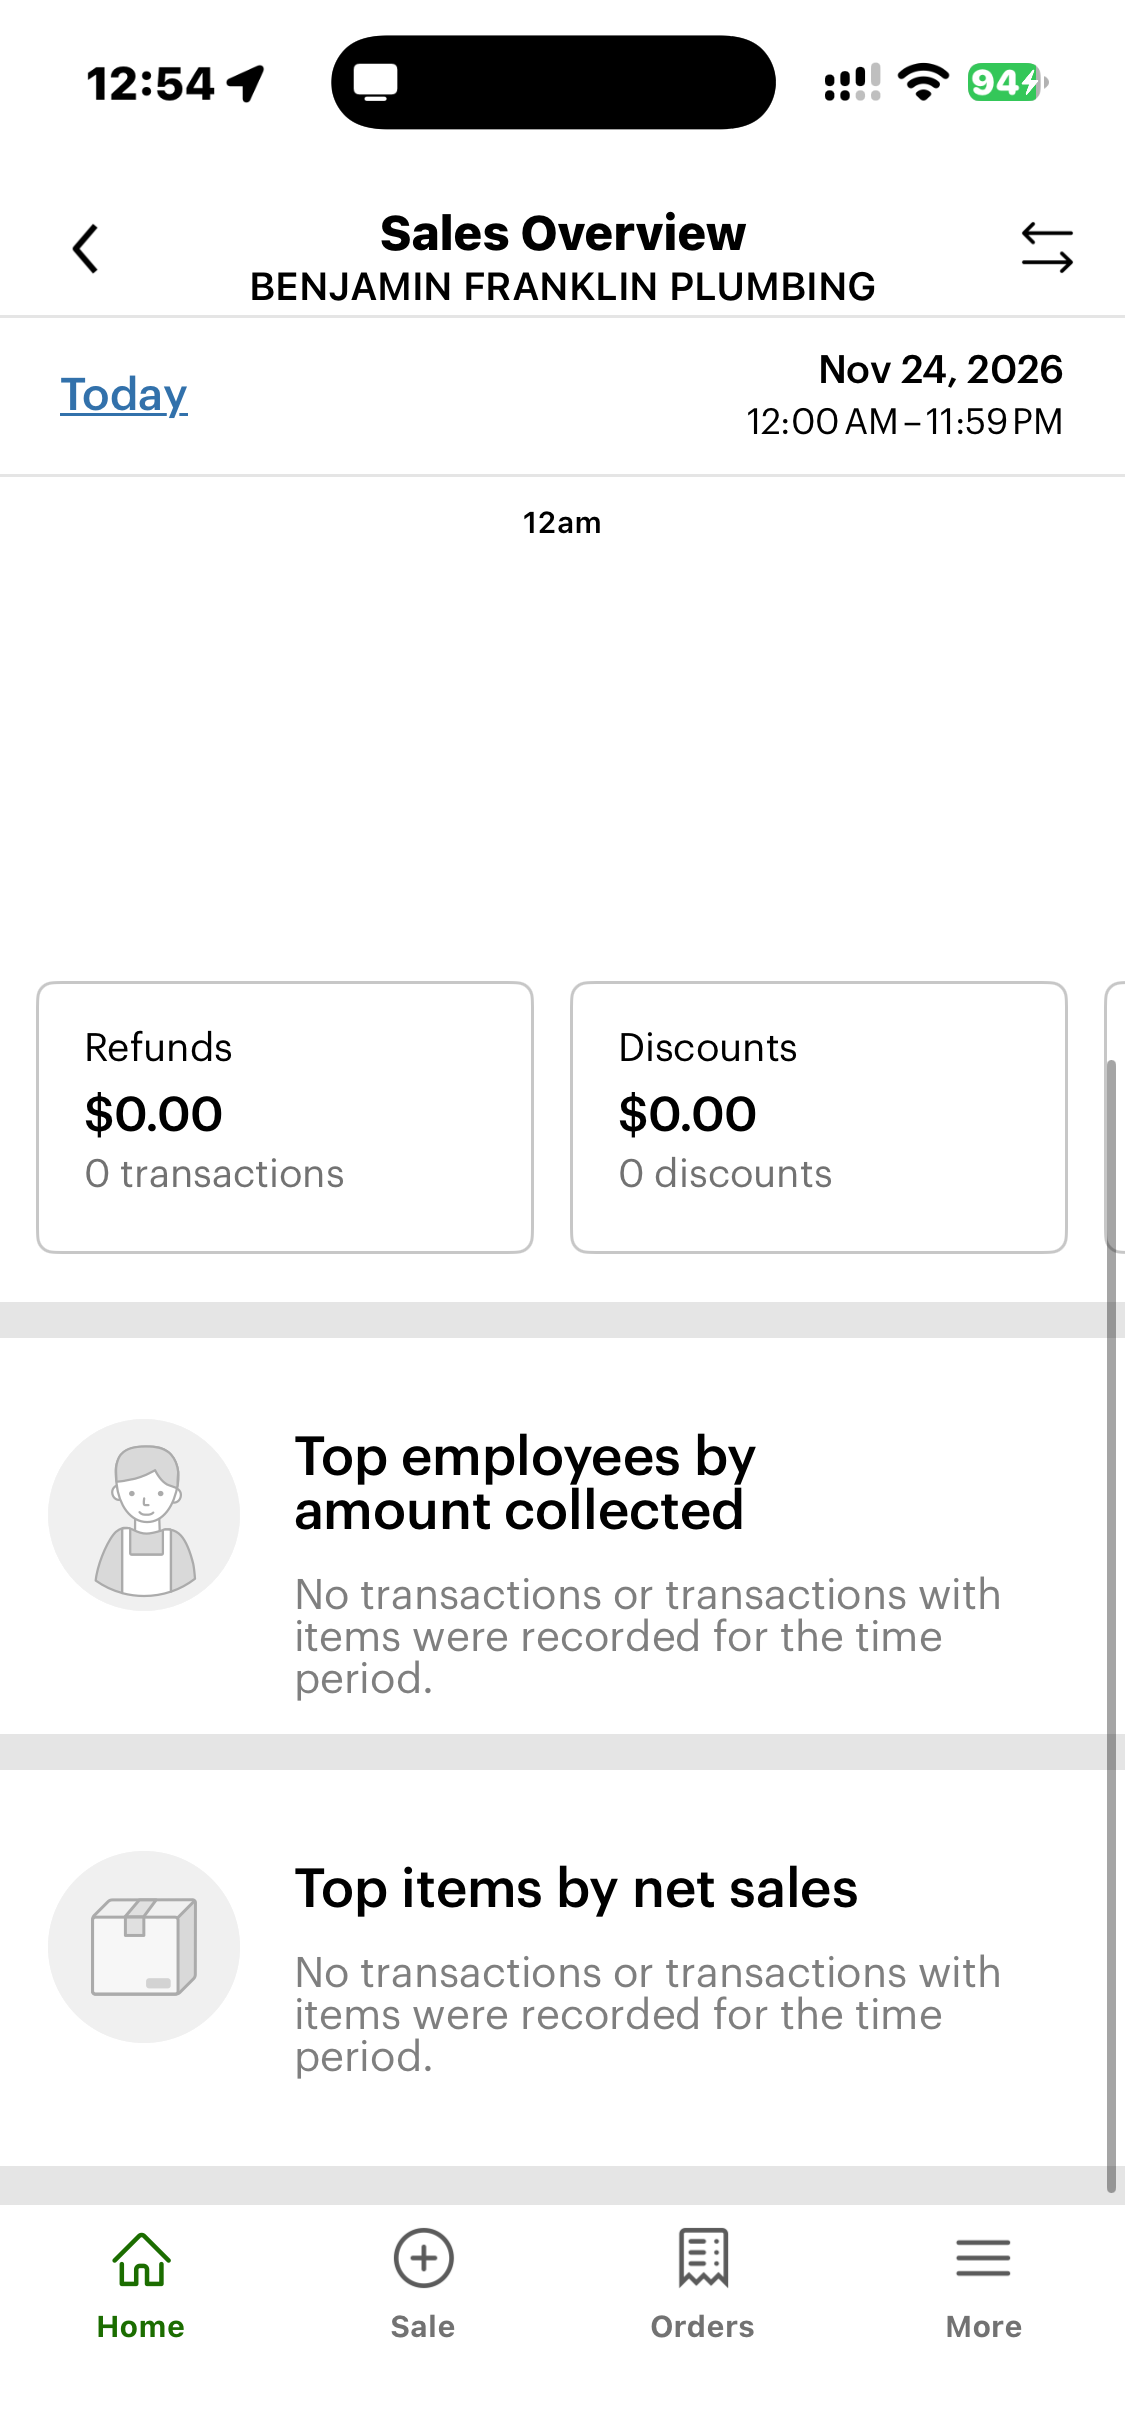 12:54
94
Sales Overview
BENJAMIN FRANKLIN PLUMBING
Today
Nov 24, 2026
12:00 AM – 11:59 PM
12am
Refunds
$0.00
0 transactions
Discounts
$0.00
0 discounts
Top employees by
amount collected
No transactions or transactions with
items were recorded for the time
period.
Top items by net sales
No transactions or transactions with
items were recorded for the time
period.
Home
Sale
Orders
More